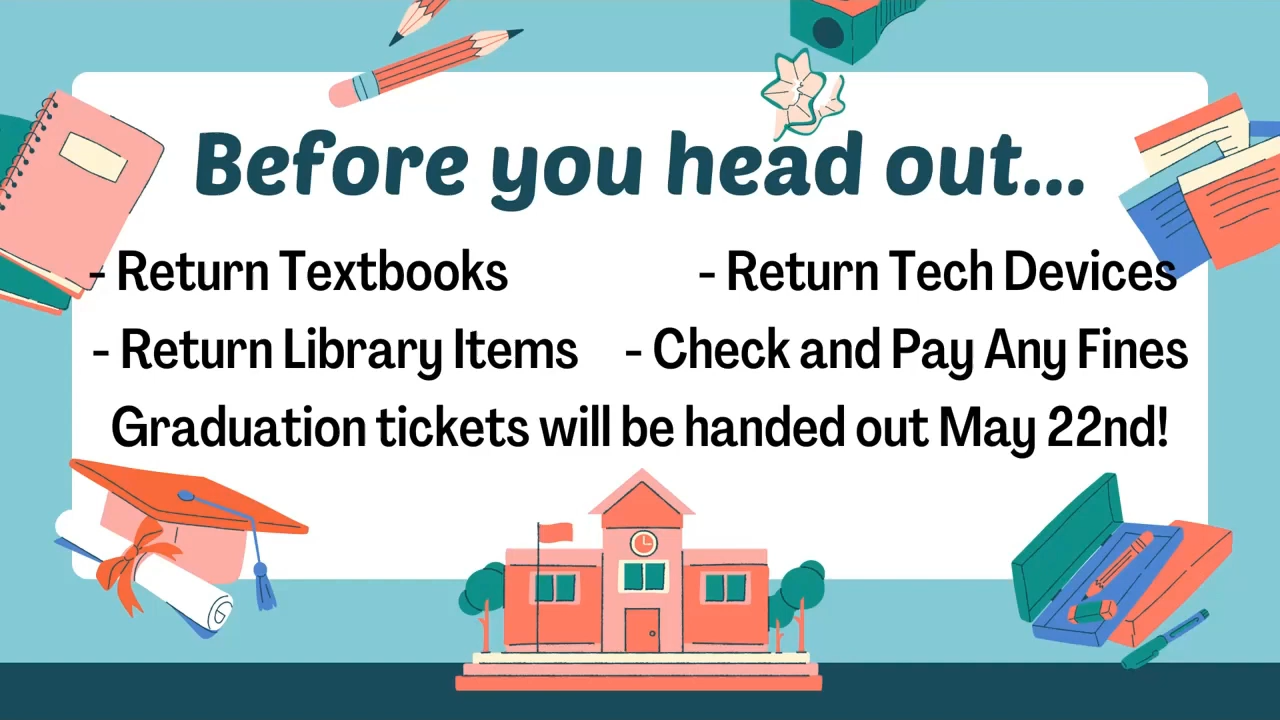 Before you head out...
- Return Textbooks - Return Tech Devices
- Return Library Items - Check and Pay Any Fines
Graduation tickets will be handed out May 22nd!